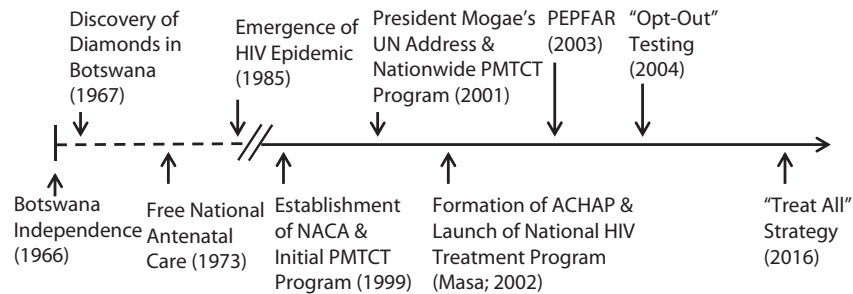 Discovery of
Diamonds in
Botswana
(1967)
Emergence of
HIV Epidemic
(1985)
President Mogae’s
UN Address &
Nationwide PMTCT
Program (2001)
PEPFAR
(2003)
“Opt-Out”
Testing
(2004)
Botswana
Independence
(1966)
Free National
Antenatal
Care (1973)
Establishment
of NACA &
Initial PMTCT
Program (1999)
Formation of ACHAP &
Launch of National HIV
Treatment Program
(Masa; 2002)
“Treat All”
Strategy
(2016)